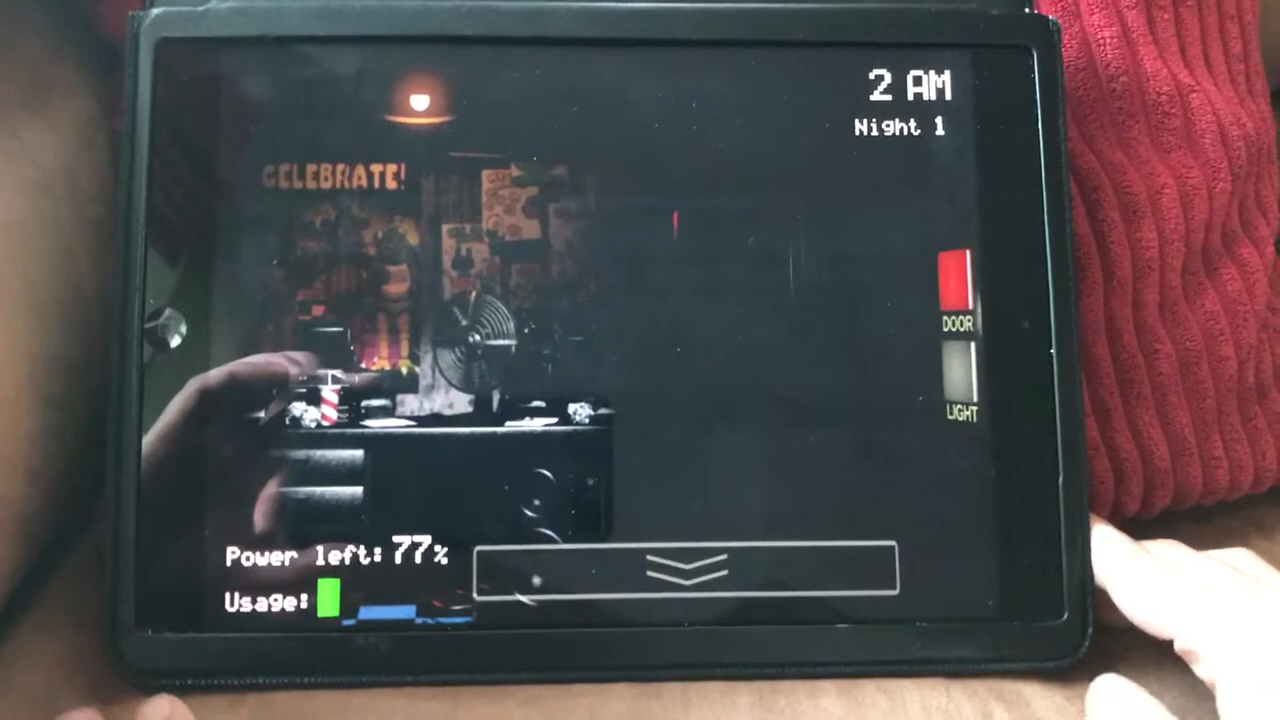 2 AM
Night 1
CELEBRATE!
DOOR
LIGHT
Power left: 77%
Usage: